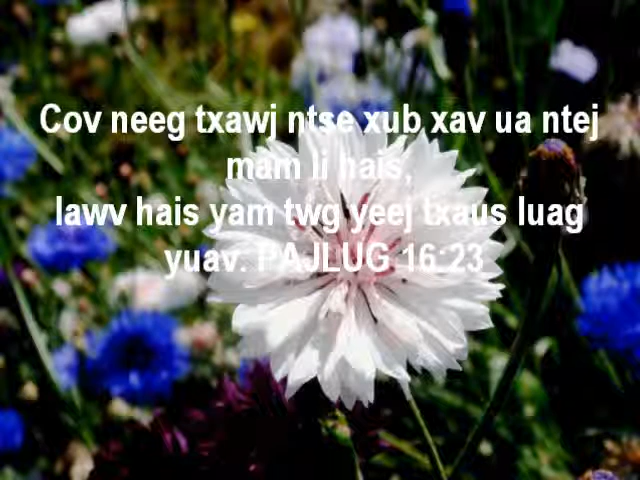 Cov neeg txawj ntse xub xav ua ntej
mam li hais,
lawv hais yam twg yeej txaus luag
yuav. PAJLUG 16:23